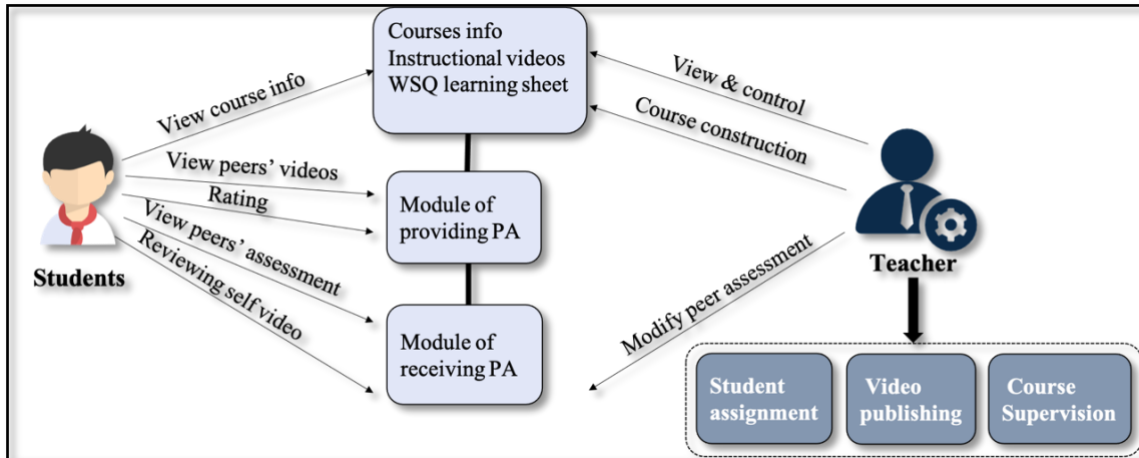 Courses info
Instructional videos
WSQ learning sheet
View course info
View peers' videos
Rating
View peers' assessment
Reviewing self video
Students
Module of
providing PA
Module of
receiving PA
View & control
Course construction
Modify peer assessment
Teacher
Student
assignment
Video
publishing
Course
Supervision